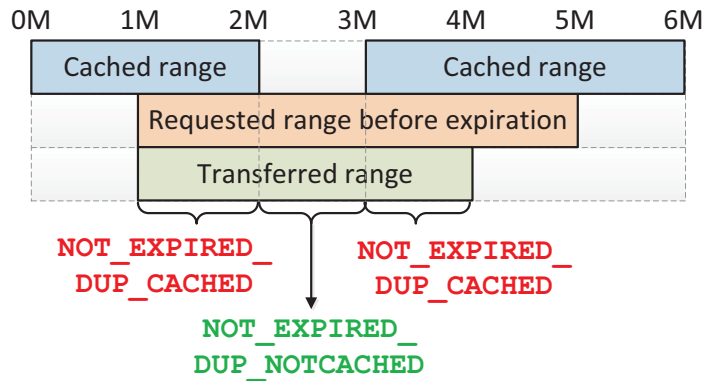 0M 1M 2M 3M 4M 5M 6M
Cached range Cached range
Requested range before expiration
Transferred range
NOT_EXPIRED_
DUP_CACHED
NOT_EXPIRED_
DUP_CACHED
NOT_EXPIRED_
DUP_NOTCACHED